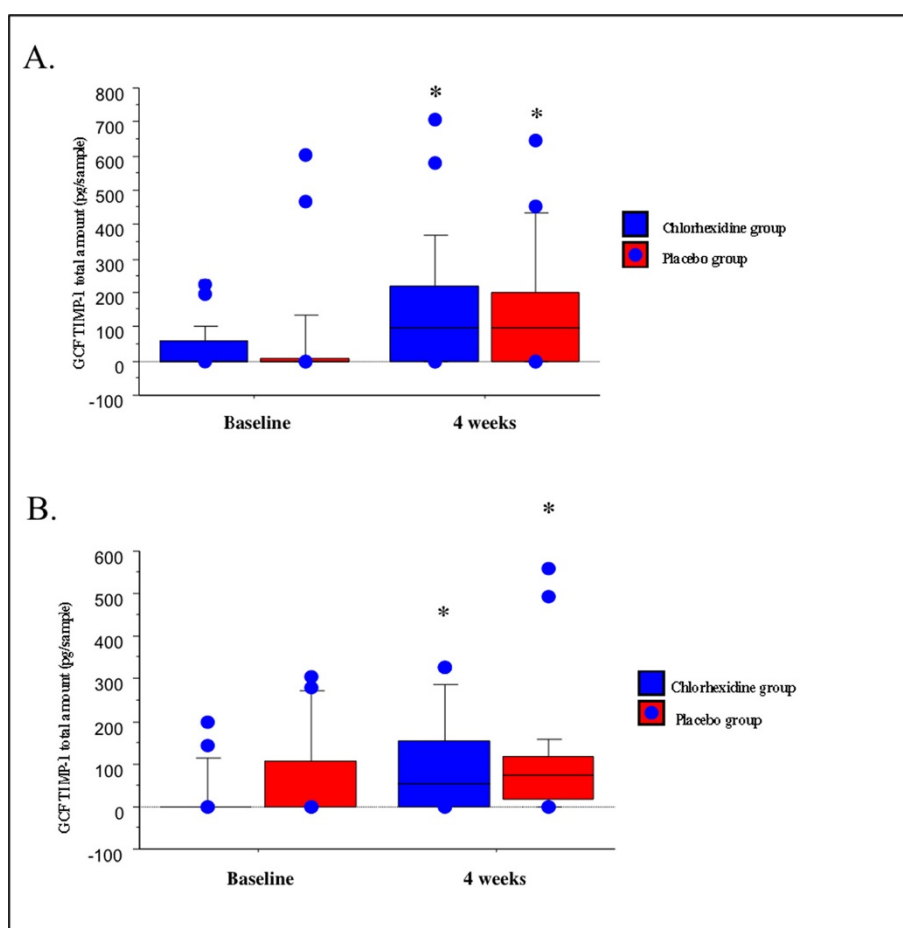 A.
GCF TIMP-1 total amount (pg/sample)
800
700
600
500
400
300
200
100
0
-100
*
*
Baseline
4 weeks
Chlorhexidine group
Placebo group
B.
GCF TIMP-1 total amount (pg/sample)
600
500
400
300
200
100
0
-100
*
*
Baseline
4 weeks
Chlorhexidine group
Placebo group